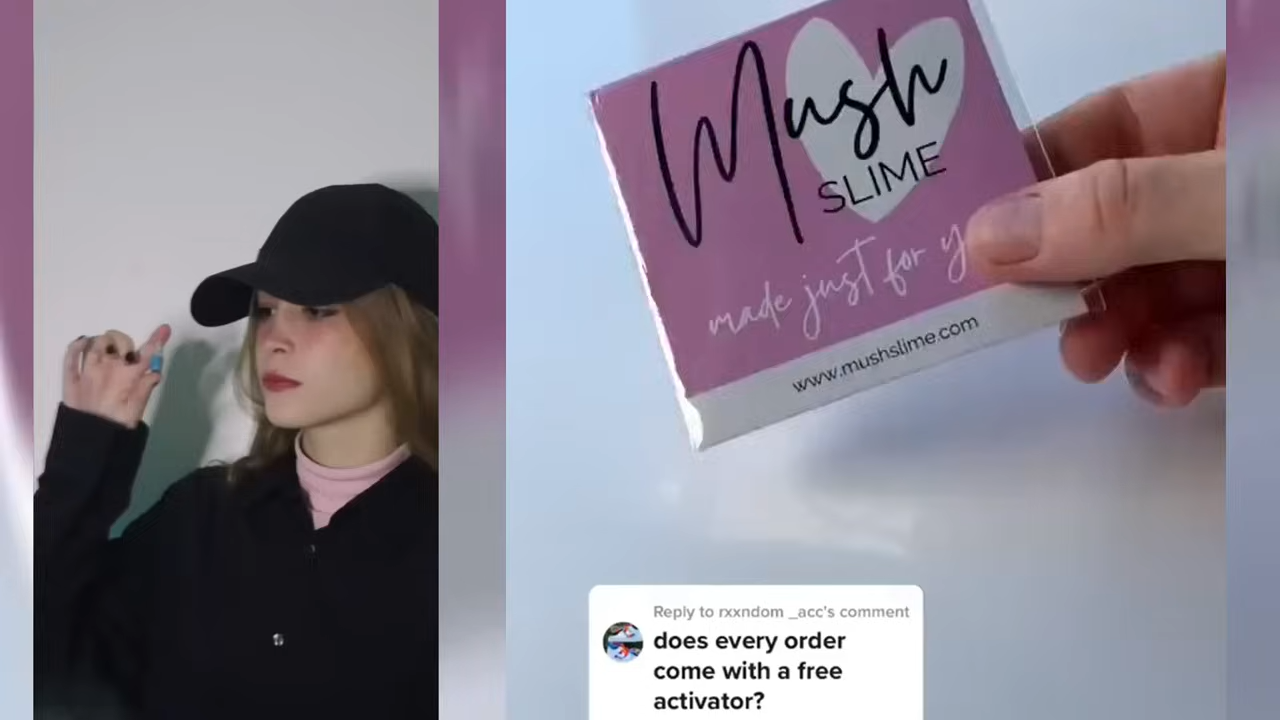 Mush
SLIME
made just for y
www.mushslime.com
Reply to rxxndom _acc's comment
does every order
come with a free
activator?